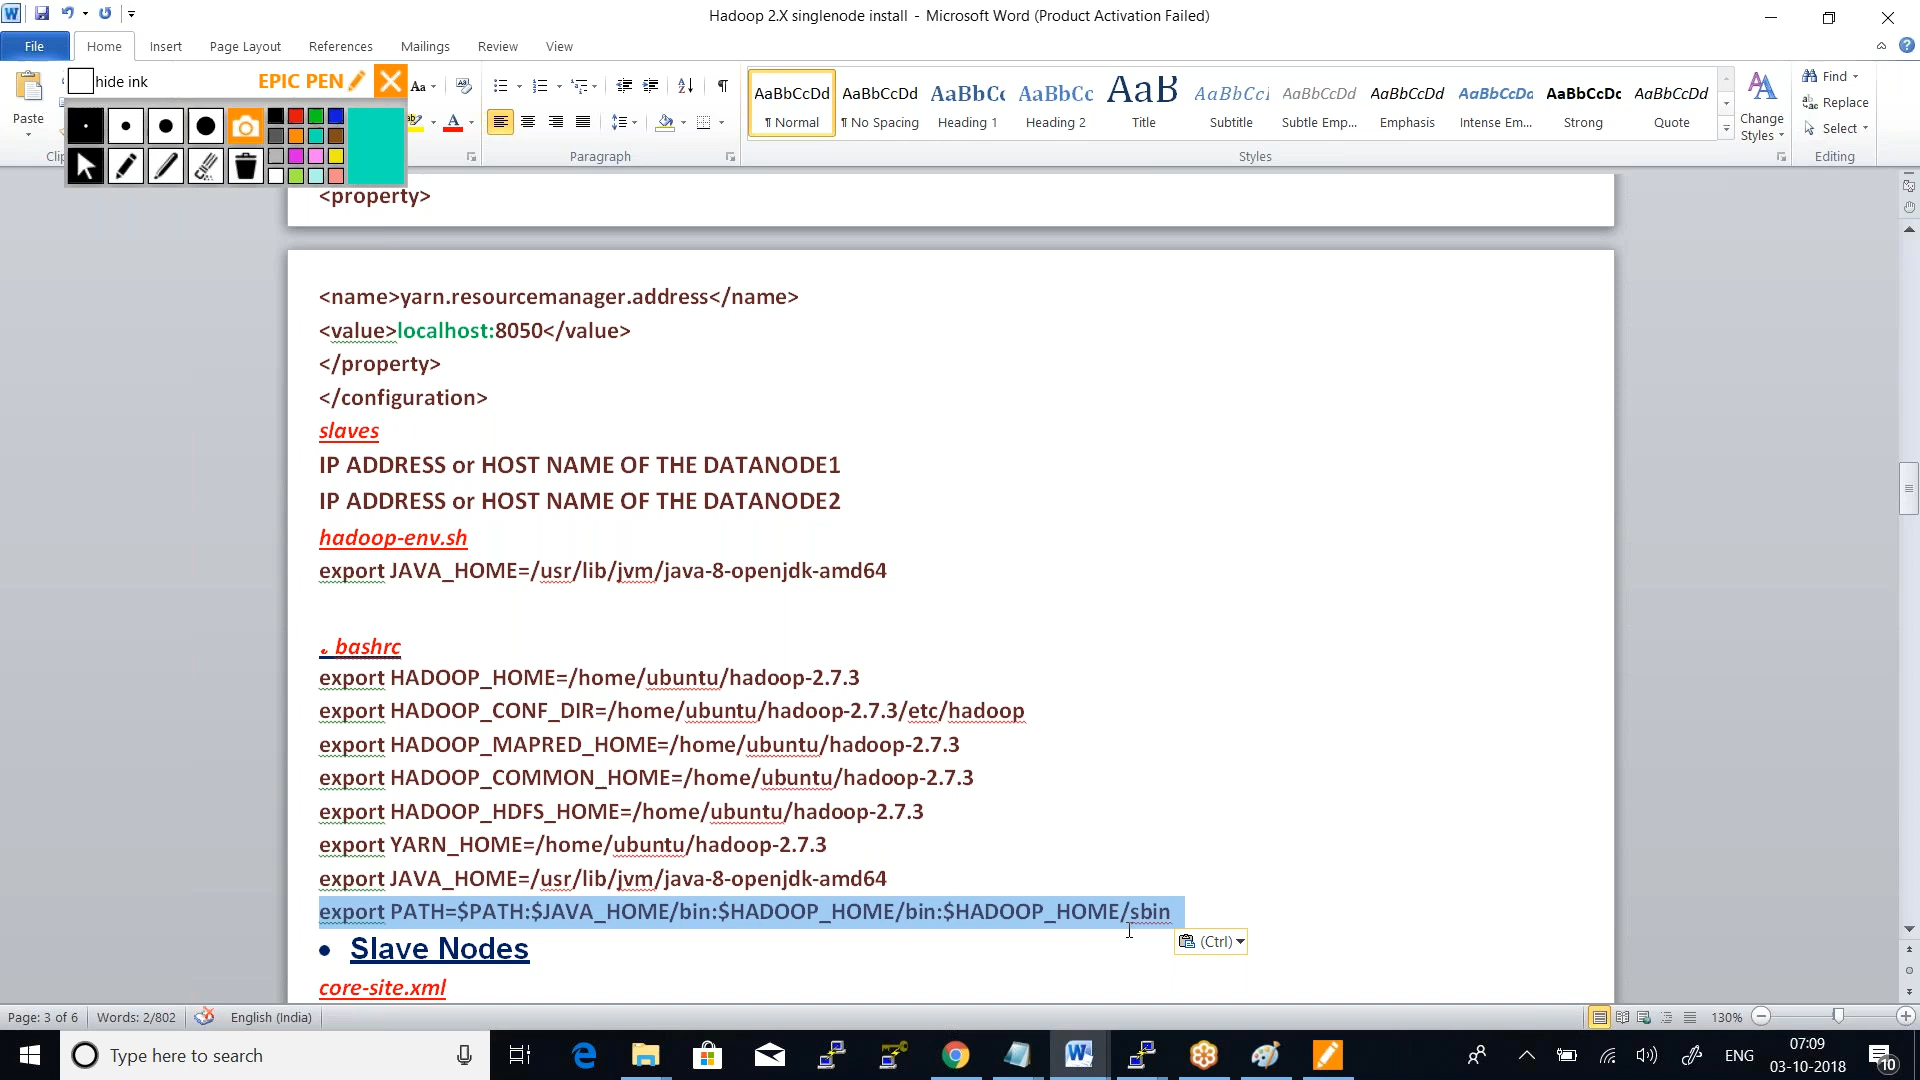 Hadoop 2.X singlenode install - Microsoft Word (Product Activation Failed)
File Home Insert Page Layout References Mailings Review View
hide ink EPIC PEN
Paste
Aa
AaBbCcDd AaBbCcDd AaBbCc AaBbCc AaB AaBbCcI AaBbCcDd AaBbCcDd AaBbCcDd AaBbCcDc AaBbCcDd
¶ Normal ¶ No Spacing Heading 1 Heading 2 Title Subtitle Subtle Emp... Emphasis Intense Em... Strong Quote
Change Styles
Find
Replace
Select
Paragraph Styles Editing
<property>
<name>yarn.resourcemanager.address</name>
<value>localhost:8050</value>
</property>
</configuration>
slaves
IP ADDRESS or HOST NAME OF THE DATANODE1
IP ADDRESS or HOST NAME OF THE DATANODE2
hadoop-env.sh
export JAVA_HOME=/usr/lib/jvm/java-8-openjdk-amd64
. bashrc
export HADOOP_HOME=/home/ubuntu/hadoop-2.7.3
export HADOOP_CONF_DIR=/home/ubuntu/hadoop-2.7.3/etc/hadoop
export HADOOP_MAPRED_HOME=/home/ubuntu/hadoop-2.7.3
export HADOOP_COMMON_HOME=/home/ubuntu/hadoop-2.7.3
export HADOOP_HDFS_HOME=/home/ubuntu/hadoop-2.7.3
export YARN_HOME=/home/ubuntu/hadoop-2.7.3
export JAVA_HOME=/usr/lib/jvm/java-8-openjdk-amd64
export PATH=$PATH:$JAVA_HOME/bin:$HADOOP_HOME/bin:$HADOOP_HOME/sbin
(Ctrl)
• Slave Nodes
core-site.xml
Page: 3 of 6 Words: 2/802 English (India) 130%
Type here to search
ENG
07:09
03-10-2018
10